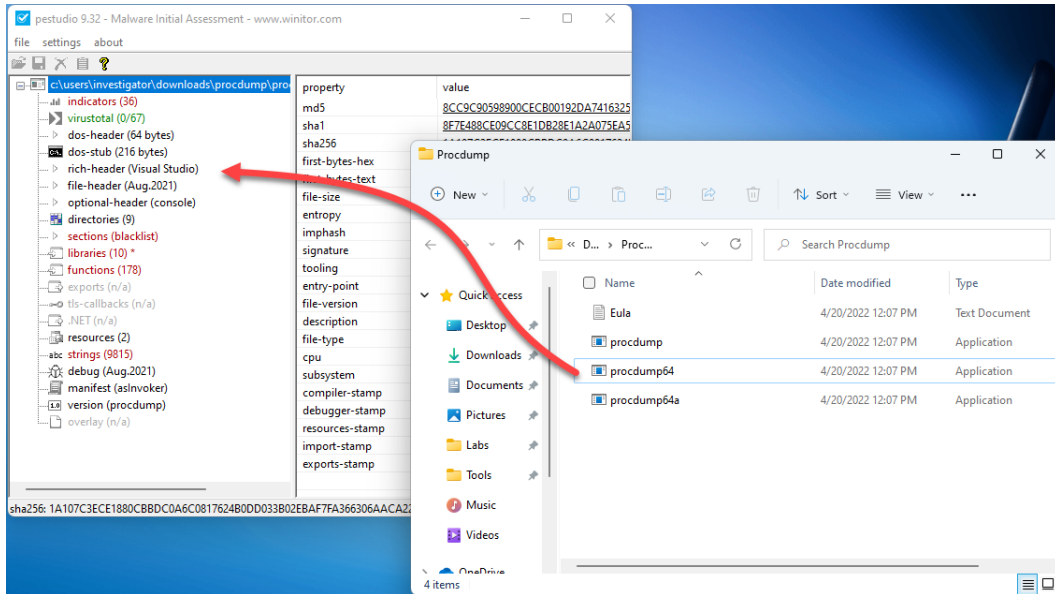 pestudio 9.32 - Malware Initial Assessment - www.winitor.com
file settings about
c:\users\investigator\downloads\procdump\pro
indicators (36)
virustotal (0/67)
dos-header (64 bytes)
dos-stub (216 bytes)
rich-header (Visual Studio)
file-header (Aug.2021)
optional-header (console)
directories (9)
sections (blacklist)
libraries (10) *
functions (178)
exports (n/a)
tls-callbacks (n/a)
.NET (n/a)
resources (2)
abc strings (9815)
debug (Aug.2021)
manifest (asInvoker)
1.0 version (procdump)
overlay (n/a)
property value
md5 8CC9C90598900CECB00192DA7416325
sha1 8F7E488CE09CC8E1DB28E1A2A075EA5
sha256
first-bytes-hex
first-bytes-text
file-size
entropy
imphash
signature
tooling
entry-point
file-version
description
file-type
cpu
subsystem
compiler-stamp
debugger-stamp
resources-stamp
import-stamp
exports-stamp
sha256: 1A107C3ECE1880CBBDC0A6C0817624B0DD033B02EBAF7FA366306AACA22
Procdump
New Sort View
« D... › Proc... Search Procdump
Quick access
Desktop
Downloads
Documents
Pictures
Labs
Tools
Music
Videos
OneDrive
Name Date modified Type
Eula 4/20/2022 12:07 PM Text Document
procdump 4/20/2022 12:07 PM Application
procdump64 4/20/2022 12:07 PM Application
procdump64a 4/20/2022 12:07 PM Application
4 items